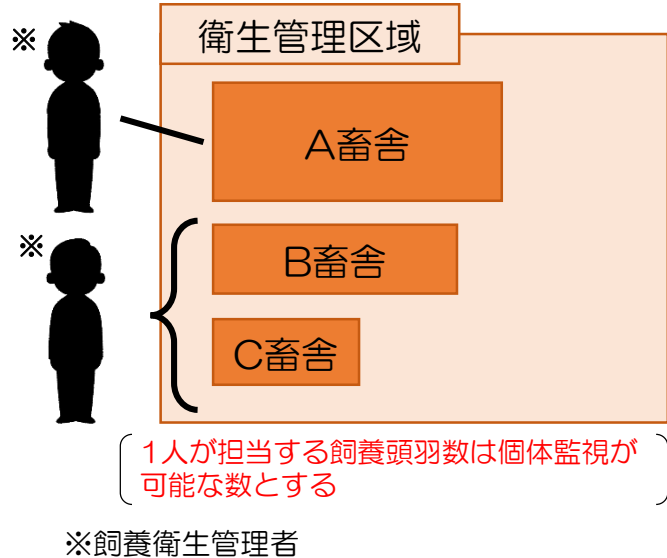 ※
衛生管理区域
A畜舎
※
B畜舎
C畜舎
1人が担当する飼養頭羽数は個体監視が
可能な数とする
※飼養衛生管理者